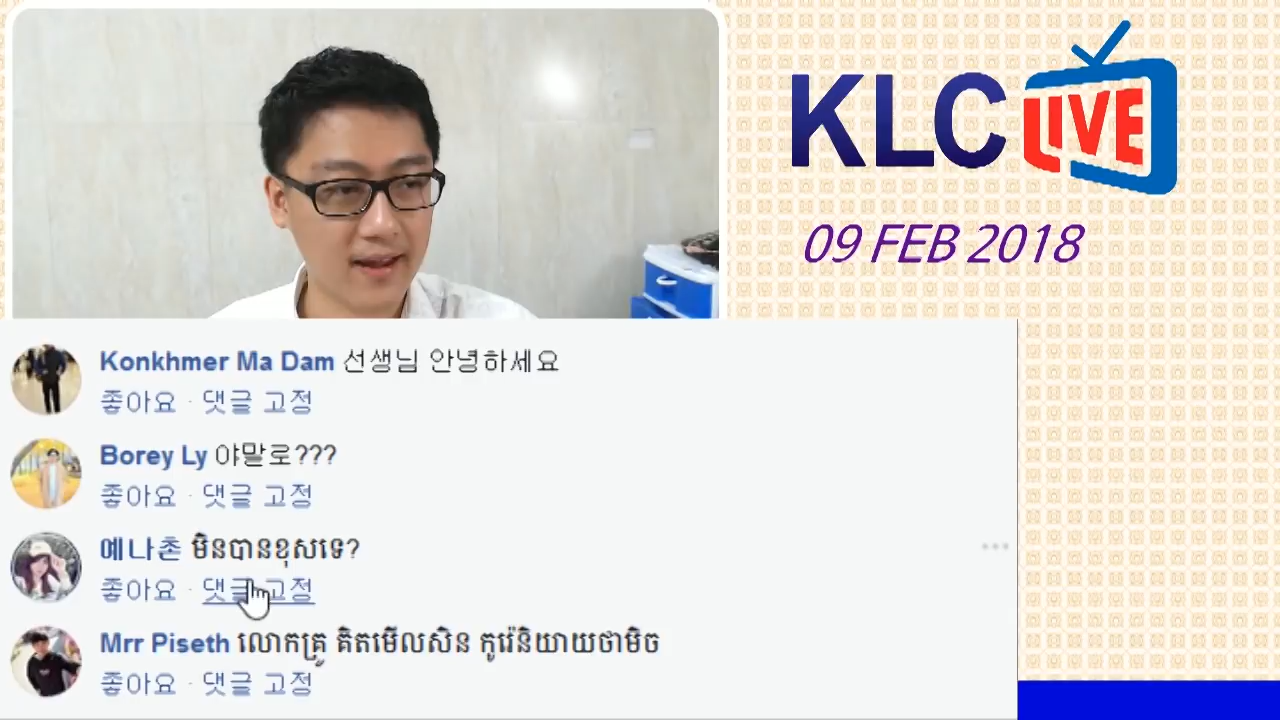 KLC LIVE
09 FEB 2018
Konkhmer Ma Dam 선생님 안녕하세요
좋아요 · 댓글 고정
Borey Ly 야말로???
좋아요 · 댓글 고정
예나촌 មិនបានខុសទេ?
좋아요 · 댓글 고정
Mrr Piseth លោកគ្រូ គិតមើលសិន កូរ៉េនិយាយថាមិច
좋아요 · 댓글 고정